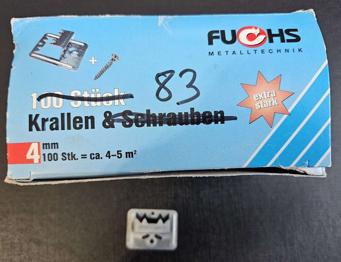 FUCHS
METALLTECHNIK
+
100 Stück 83
extra
stark
Krallen & Schrauben
4 mm
100 Stk. = ca. 4–5 m²